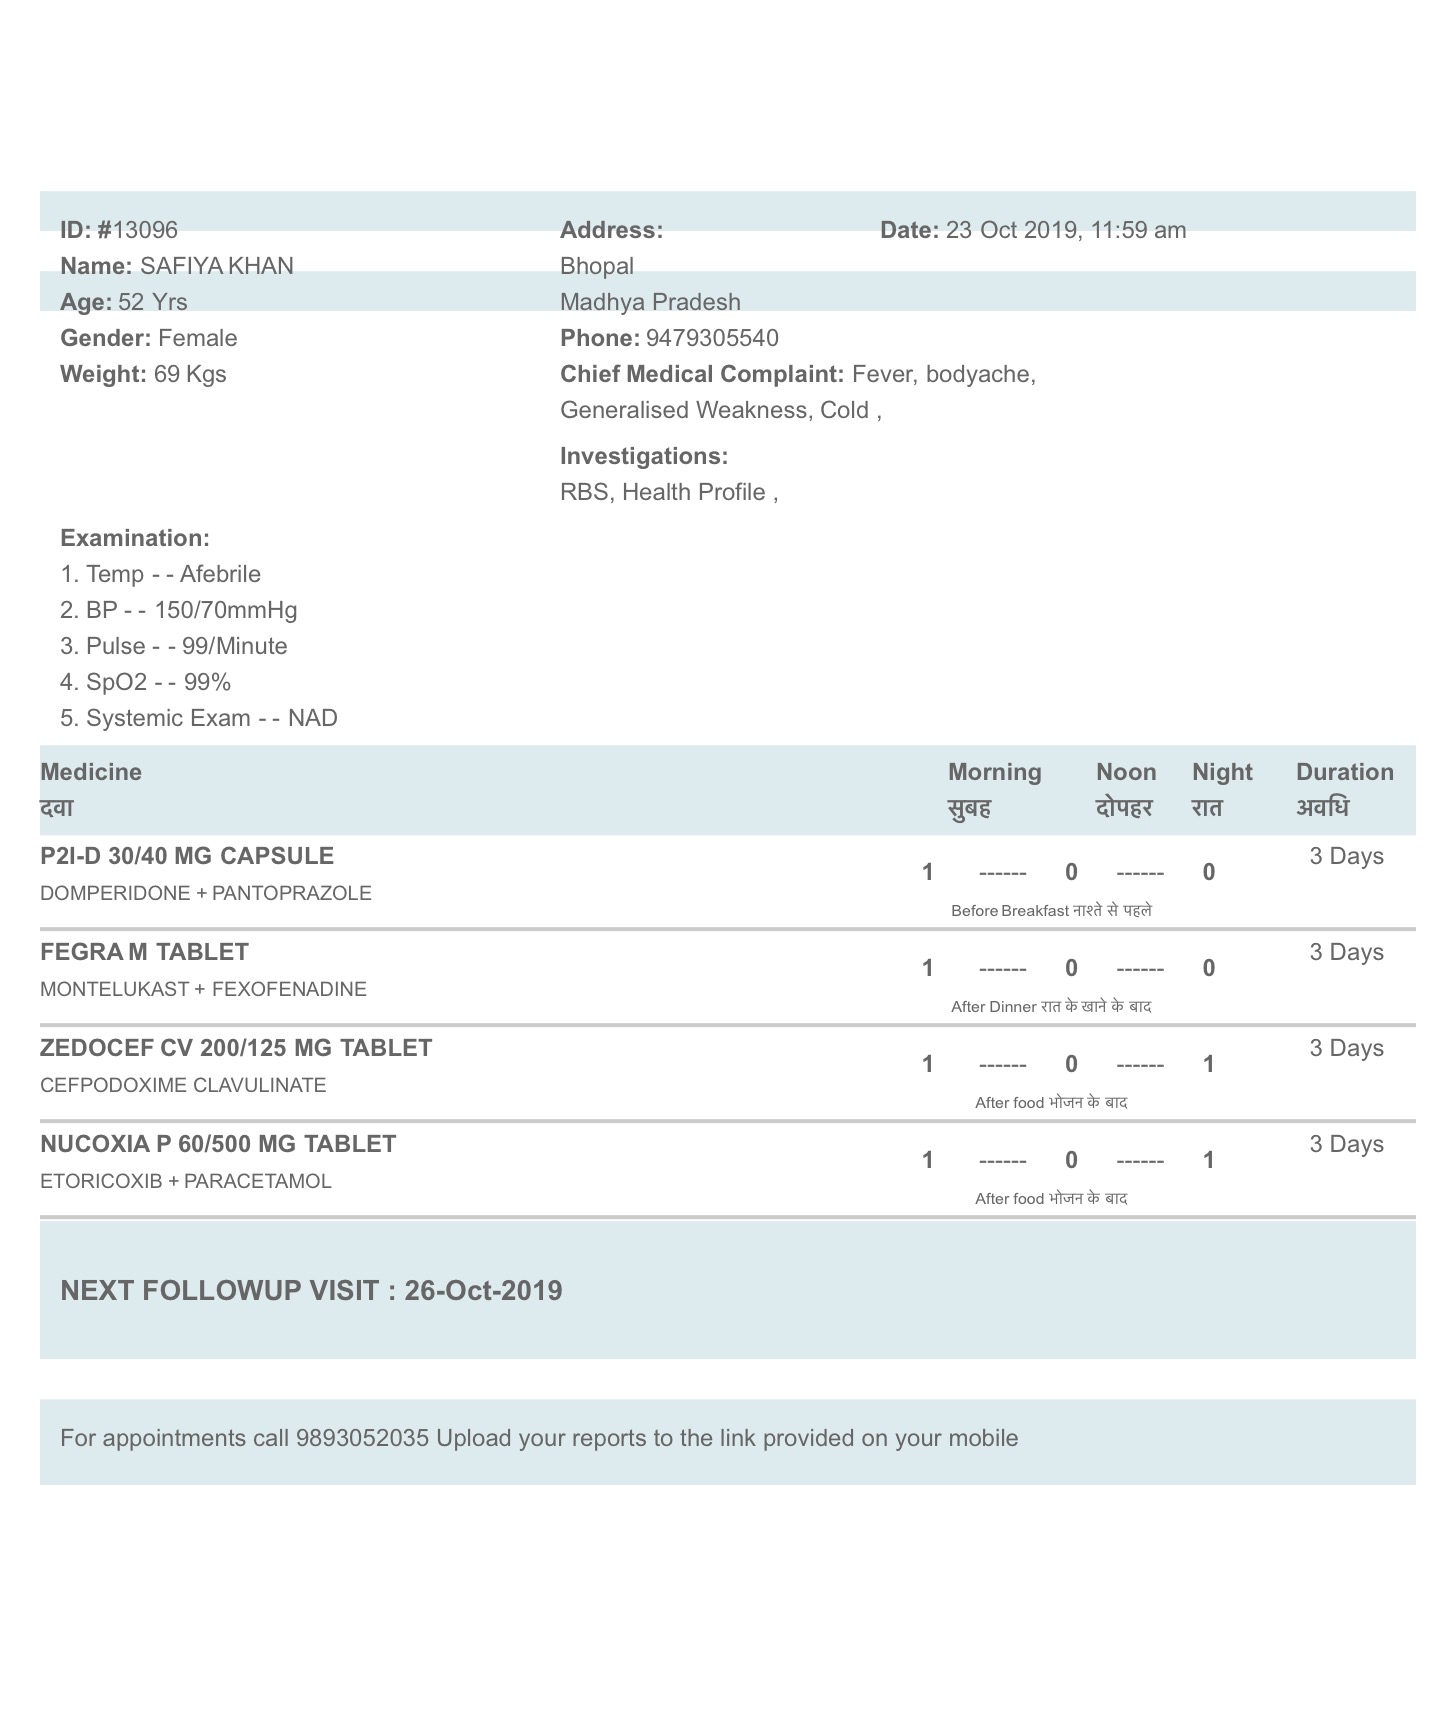 ID: #13096 Address: Date: 23 Oct 2019, 11:59 am
Name: SAFIYA KHAN Bhopal
Age: 52 Yrs Madhya Pradesh
Gender: Female Phone: 9479305540
Weight: 69 Kgs Chief Medical Complaint: Fever, bodyache,
Generalised Weakness, Cold ,
Investigations:
RBS, Health Profile ,
Examination:
1. Temp - - Afebrile
2. BP - - 150/70mmHg
3. Pulse - - 99/Minute
4. SpO2 - - 99%
5. Systemic Exam - - NAD
Medicine Morning Noon Night Duration
दवा सुबह दोपहर रात अवधि
P2I-D 30/40 MG CAPSULE 3 Days
1 ------ 0 ------ 0
DOMPERIDONE + PANTOPRAZOLE
Before Breakfast नाश्ते से पहले
FEGRA M TABLET 3 Days
1 ------ 0 ------ 0
MONTELUKAST + FEXOFENADINE
After Dinner रात के खाने के बाद
ZEDOCEF CV 200/125 MG TABLET 3 Days
1 ------ 0 ------ 1
CEFPODOXIME CLAVULINATE
After food भोजन के बाद
NUCOXIA P 60/500 MG TABLET 3 Days
1 ------ 0 ------ 1
ETORICOXIB + PARACETAMOL
After food भोजन के बाद
NEXT FOLLOWUP VISIT : 26-Oct-2019
For appointments call 9893052035 Upload your reports to the link provided on your mobile